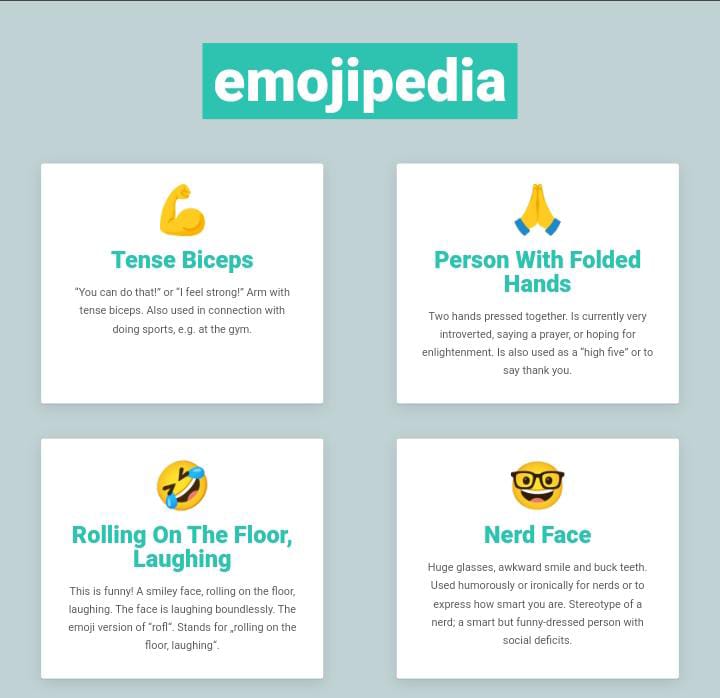 emojipedia
Tense Biceps
“You can do that!” or “I feel strong!” Arm with
tense biceps. Also used in connection with
doing sports, e.g. at the gym.
Person With Folded
Hands
Two hands pressed together. Is currently very
introverted, saying a prayer, or hoping for
enlightenment. Is also used as a “high five” or to
say thank you.
Rolling On The Floor,
Laughing
This is funny! A smiley face, rolling on the floor,
laughing. The face is laughing boundlessly. The
emoji version of “rofl“. Stands for „rolling on the
floor, laughing“.
Nerd Face
Huge glasses, awkward smile and buck teeth.
Used humorously or ironically for nerds or to
express how smart you are. Stereotype of a
nerd; a smart but funny-dressed person with
social deficits.